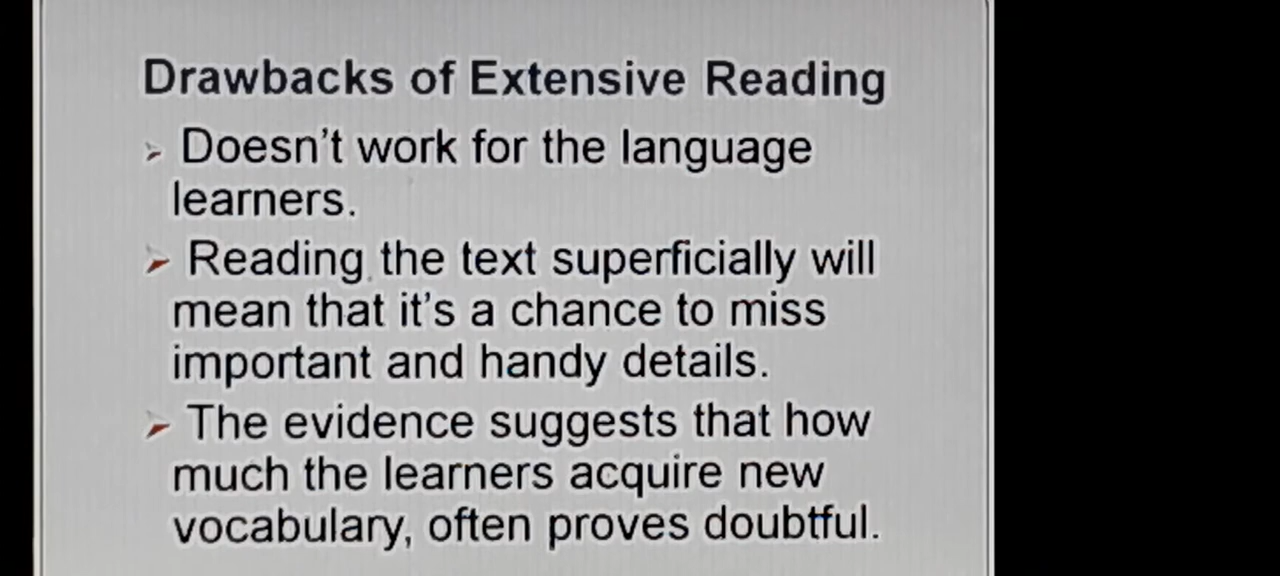 Drawbacks of Extensive Reading
➢ Doesn't work for the language
learners.
➢ Reading the text superficially will
mean that it's a chance to miss
important and handy details.
➢ The evidence suggests that how
much the learners acquire new
vocabulary, often proves doubtful.